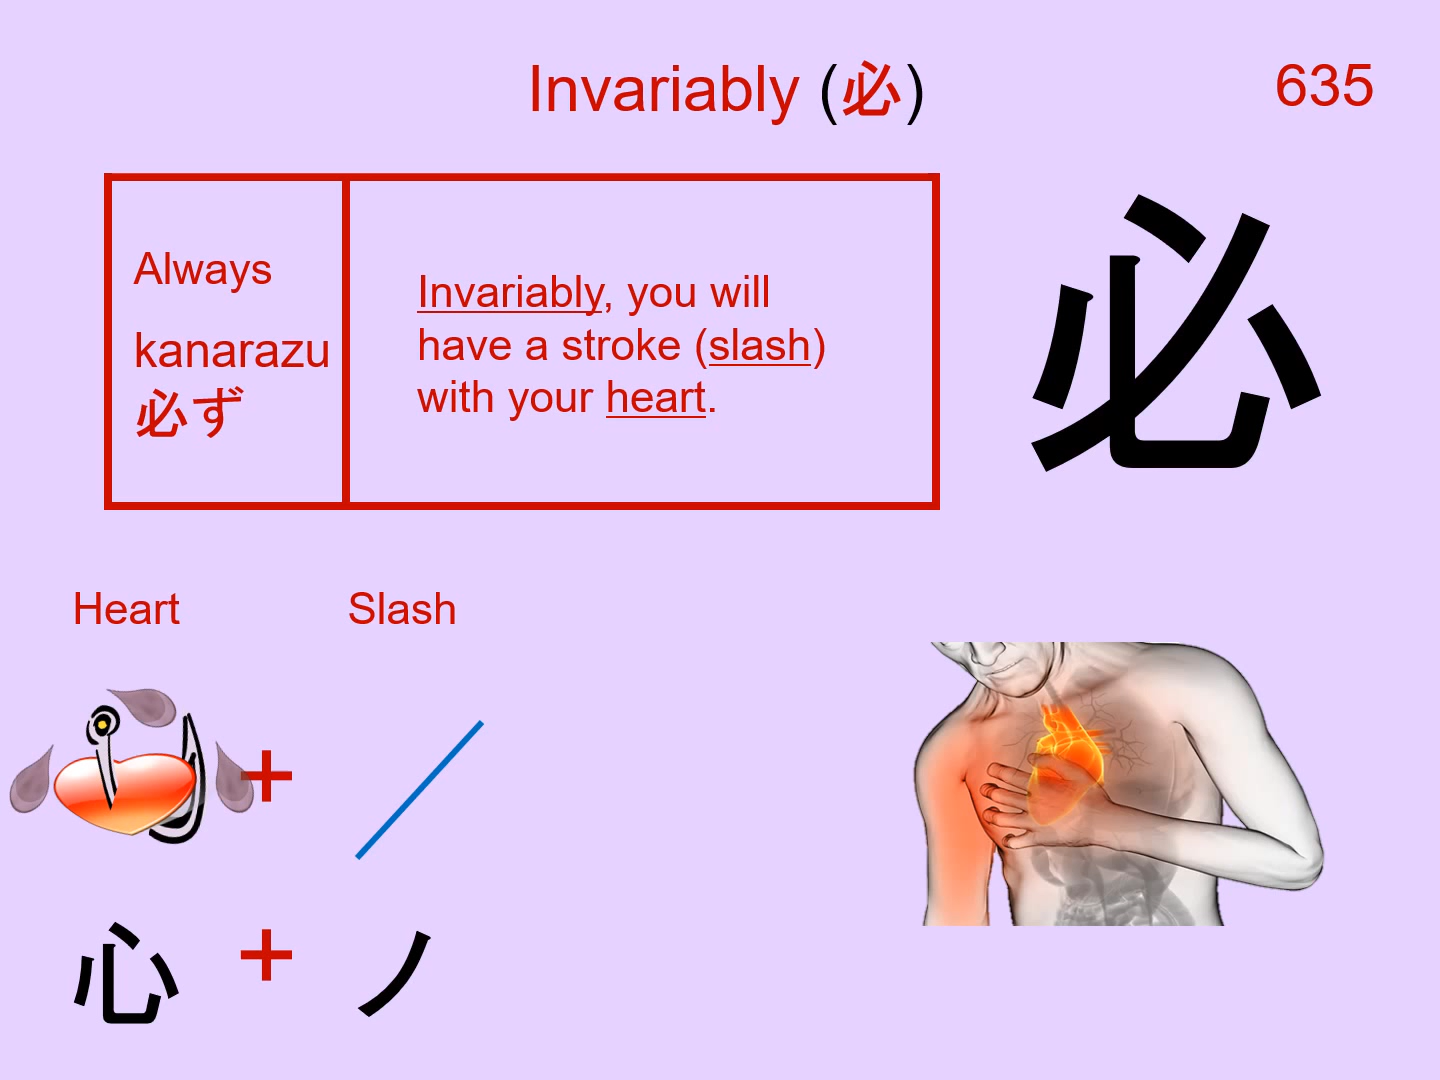 Invariably (必)
635
Always
kanarazu
必ず
Invariably, you will
have a stroke (slash)
with your heart.
必
Heart
Slash
+
心 + ノ